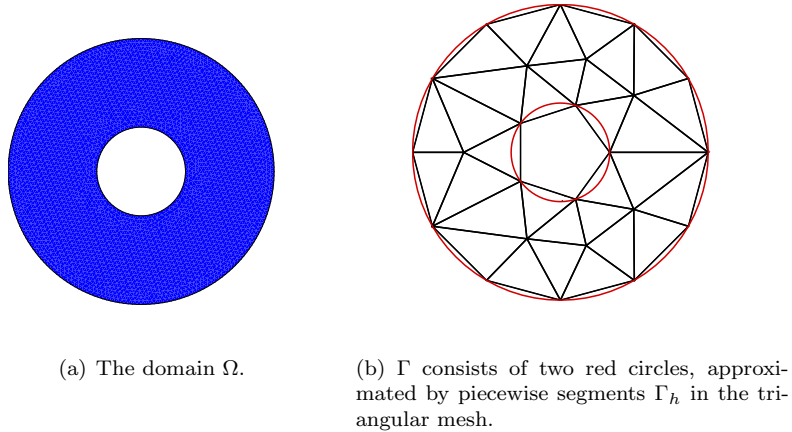 (a) The domain Ω.
(b) Γ consists of two red circles, approxi-
mated by piecewise segments Γ_h in the tri-
angular mesh.